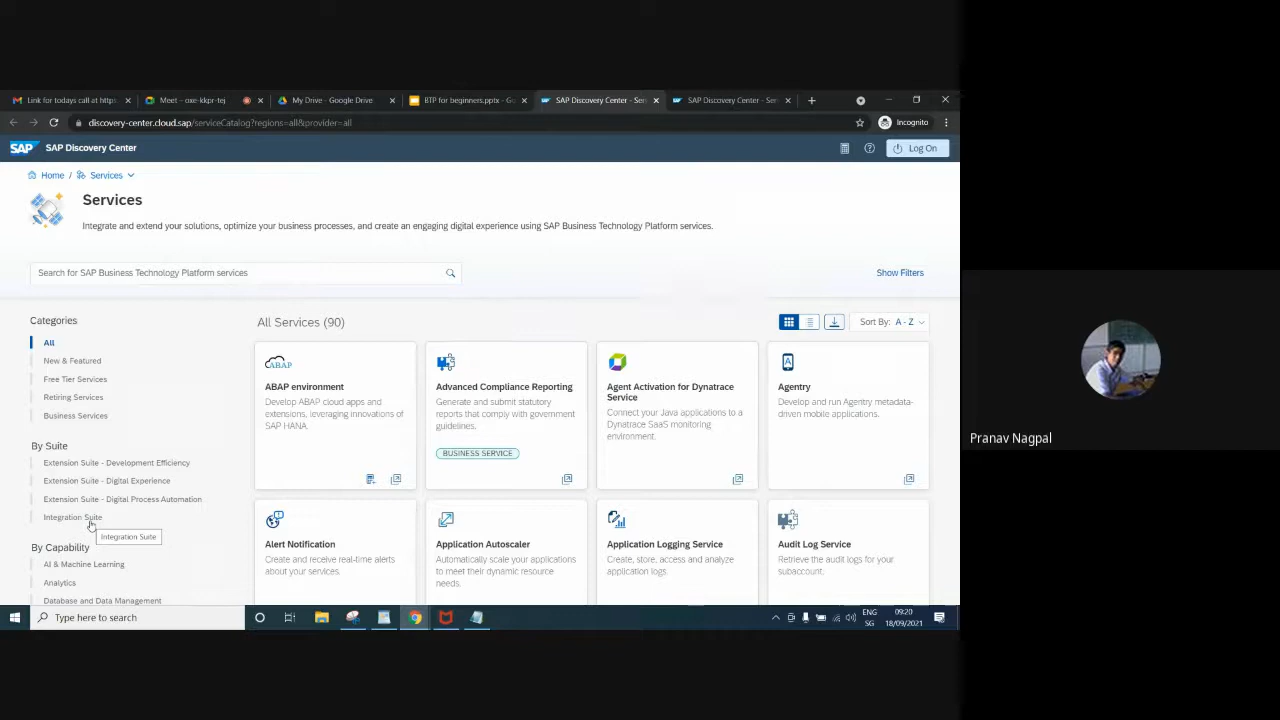 Link for todays call at https
Meet – oxe-kkpr-tej
My Drive - Google Drive
BTP for beginners.pptx - Go
SAP Discovery Center - Ser
SAP Discovery Center - Ser
discovery-center.cloud.sap/serviceCatalog?regions=all&provider=all
Incognito
SAP
SAP Discovery Center
Log On
Home / Services
Services
Integrate and extend your solutions, optimize your business processes, and create an engaging digital experience using SAP Business Technology Platform services.
Search for SAP Business Technology Platform services
Show Filters
Categories
All
New & Featured
Free Tier Services
Retiring Services
Business Services
By Suite
Extension Suite - Development Efficiency
Extension Suite - Digital Experience
Extension Suite - Digital Process Automation
Integration Suite
Integration Suite
By Capability
AI & Machine Learning
Analytics
Database and Data Management
All Services (90)
Sort By: A - Z
ABAP
ABAP environment
Develop ABAP cloud apps and
extensions, leveraging innovations of
SAP HANA.
Advanced Compliance Reporting
Generate and submit statutory
reports that comply with government
guidelines.
BUSINESS SERVICE
Agent Activation for Dynatrace
Service
Connect your Java applications to a
Dynatrace SaaS monitoring
environment.
Agentry
Develop and run Agentry metadata-
driven mobile applications.
Alert Notification
Create and receive real-time alerts
about your services.
Application Autoscaler
Automatically scale your applications
to meet their dynamic resource
needs.
Application Logging Service
Create, store, access and analyze
application logs.
Audit Log Service
Retrieve the audit logs for your
subaccount.
Type here to search
ENG
SG
09:20
18/09/2021
Pranav Nagpal